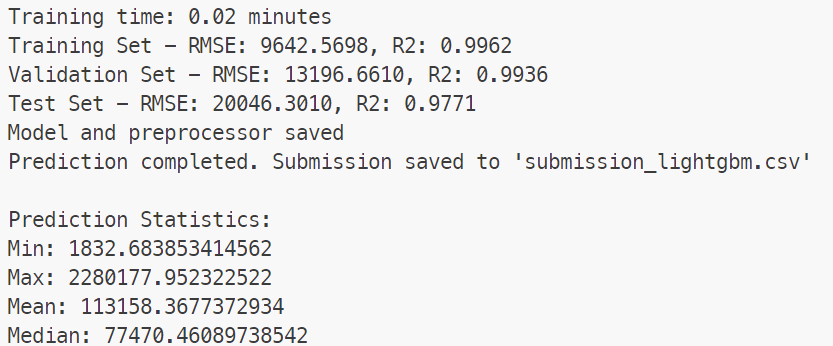 Training time: 0.02 minutes
Training Set - RMSE: 9642.5698, R2: 0.9962
Validation Set - RMSE: 13196.6610, R2: 0.9936
Test Set - RMSE: 20046.3010, R2: 0.9771
Model and preprocessor saved
Prediction completed. Submission saved to 'submission_lightgbm.csv'
Prediction Statistics:
Min: 1832.683853414562
Max: 2280177.952322522
Mean: 113158.3677372934
Median: 77470.46089738542